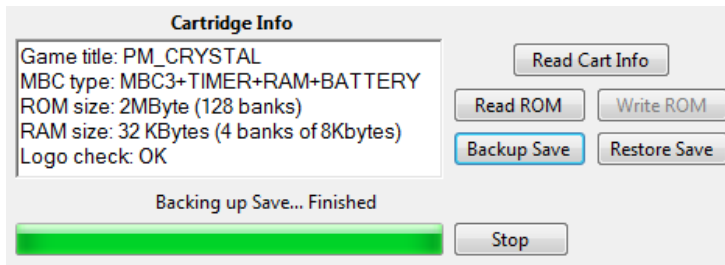 Cartridge Info
Game title: PM_CRYSTAL
MBC type: MBC3+TIMER+RAM+BATTERY
ROM size: 2MByte (128 banks)
RAM size: 32 KBytes (4 banks of 8Kbytes)
Logo check: OK
Read Cart Info
Read ROM
Write ROM
Backup Save
Restore Save
Backing up Save... Finished
Stop